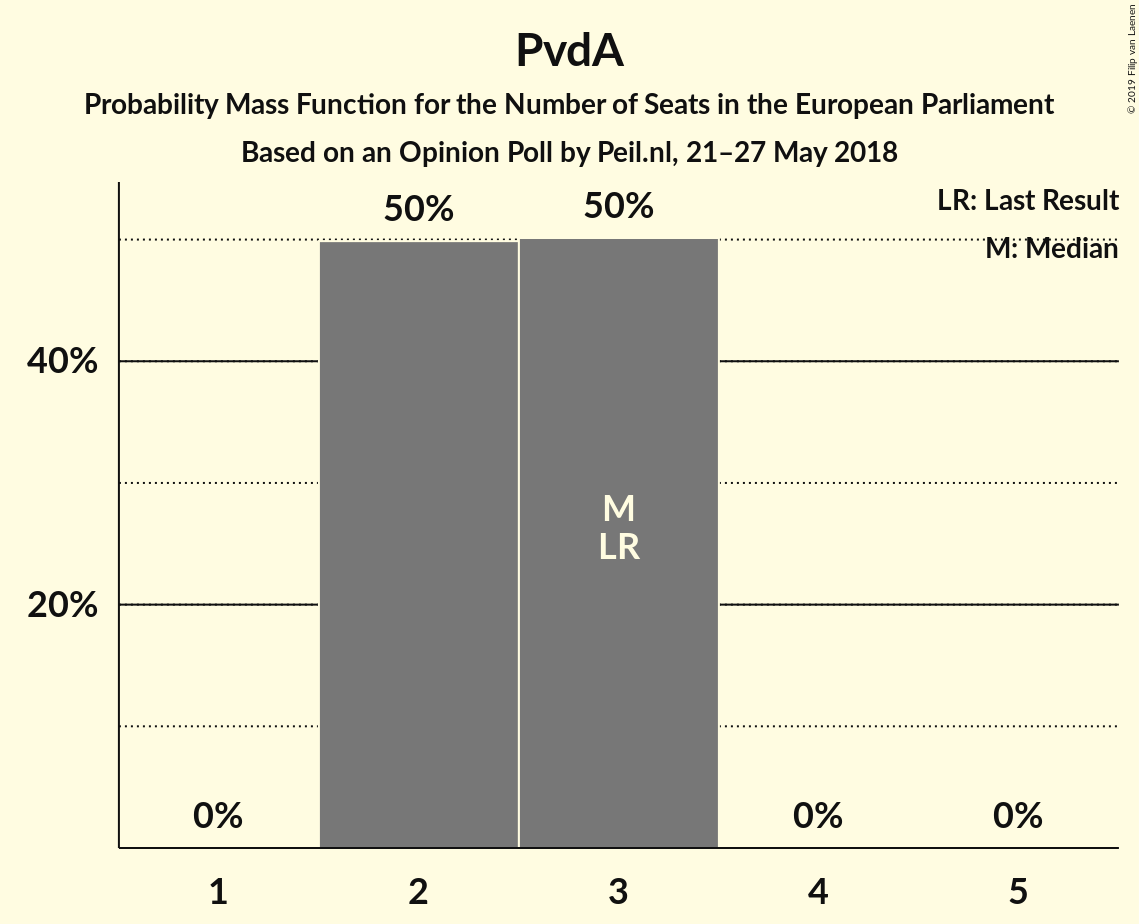 PvdA
Probability Mass Function for the Number of Seats in the European Parliament
Based on an Opinion Poll by Peil.nl, 21–27 May 2018
© 2019 Filip van Laenen
LR: Last Result
M: Median
50%
50%
40%
20%
M
LR
0%
0%
0%
1
2
3
4
5